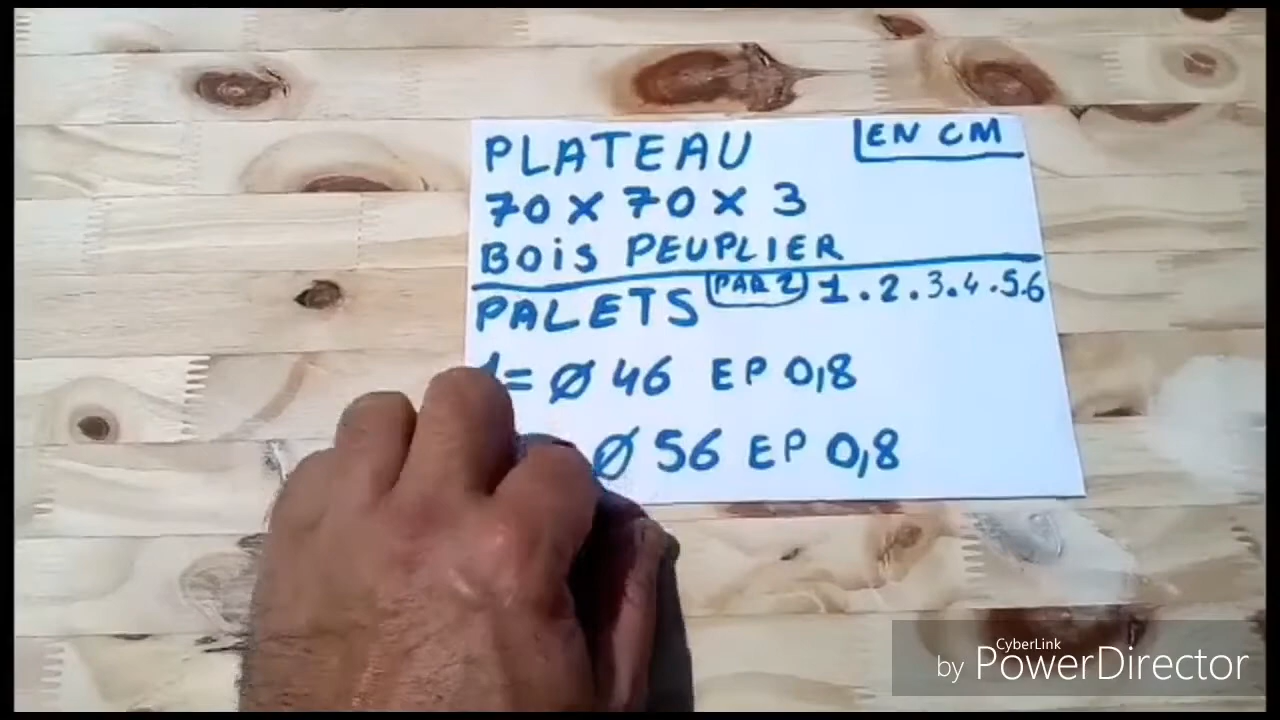 PLATEAU
EN CM
70 x 70 x 3
BOiS PEUPLIER
PALETS PAR 2 1.2.3.4.5.6
1= Ø 46 EP 0,8
Ø 56 EP 0,8
CyberLink
by PowerDirector